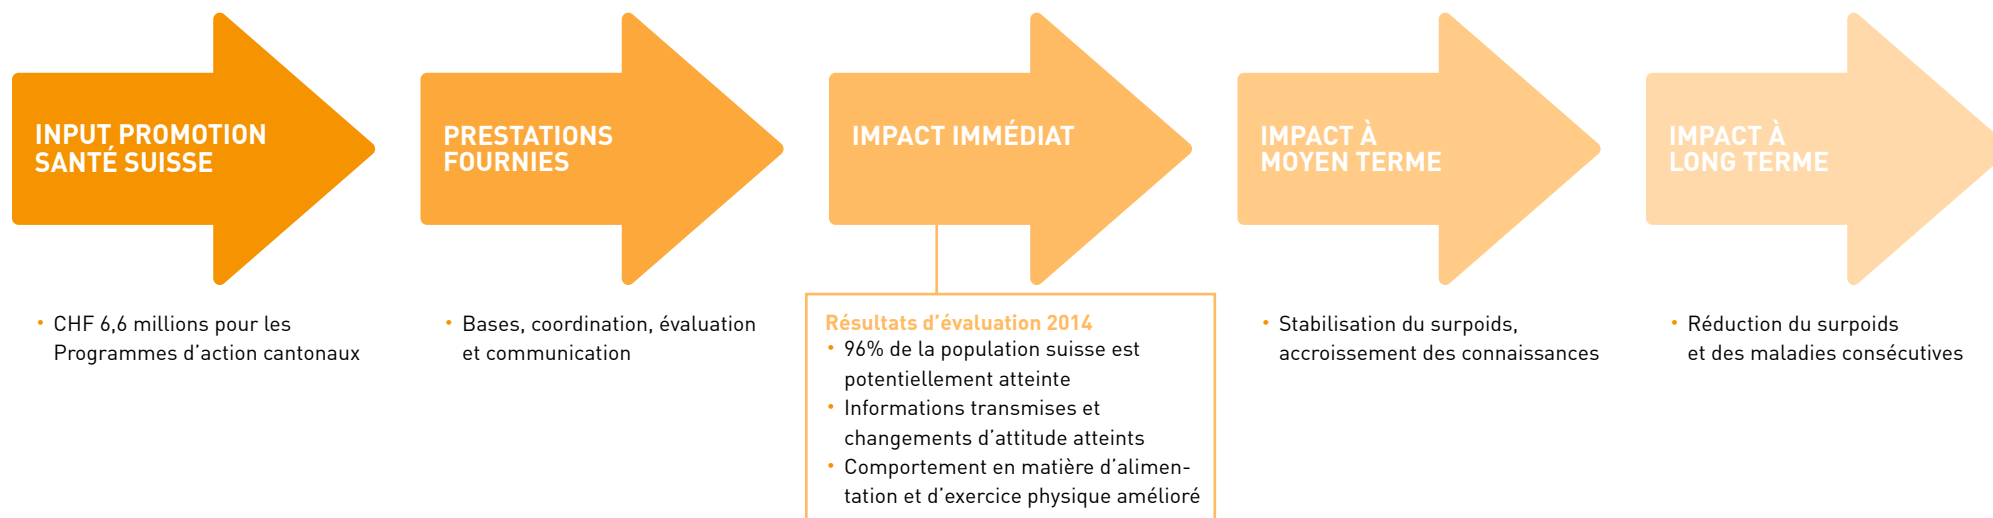 INPUT PROMOTION
SANTÉ SUISSE
PRESTATIONS
FOURNIES
IMPACT IMMÉDIAT
IMPACT À
MOYEN TERME
IMPACT À
LONG TERME
• CHF 6,6 millions pour les
Programmes d’action cantonaux
• Bases, coordination, évaluation
et communication
Résultats d’évaluation 2014
• 96% de la population suisse est
potentiellement atteinte
• Informations transmises et
changements d’attitude atteints
• Comportement en matière d’alimen-
tation et d’exercice physique amélioré
• Stabilisation du surpoids,
accroissement des connaissances
• Réduction du surpoids
et des maladies consécutives